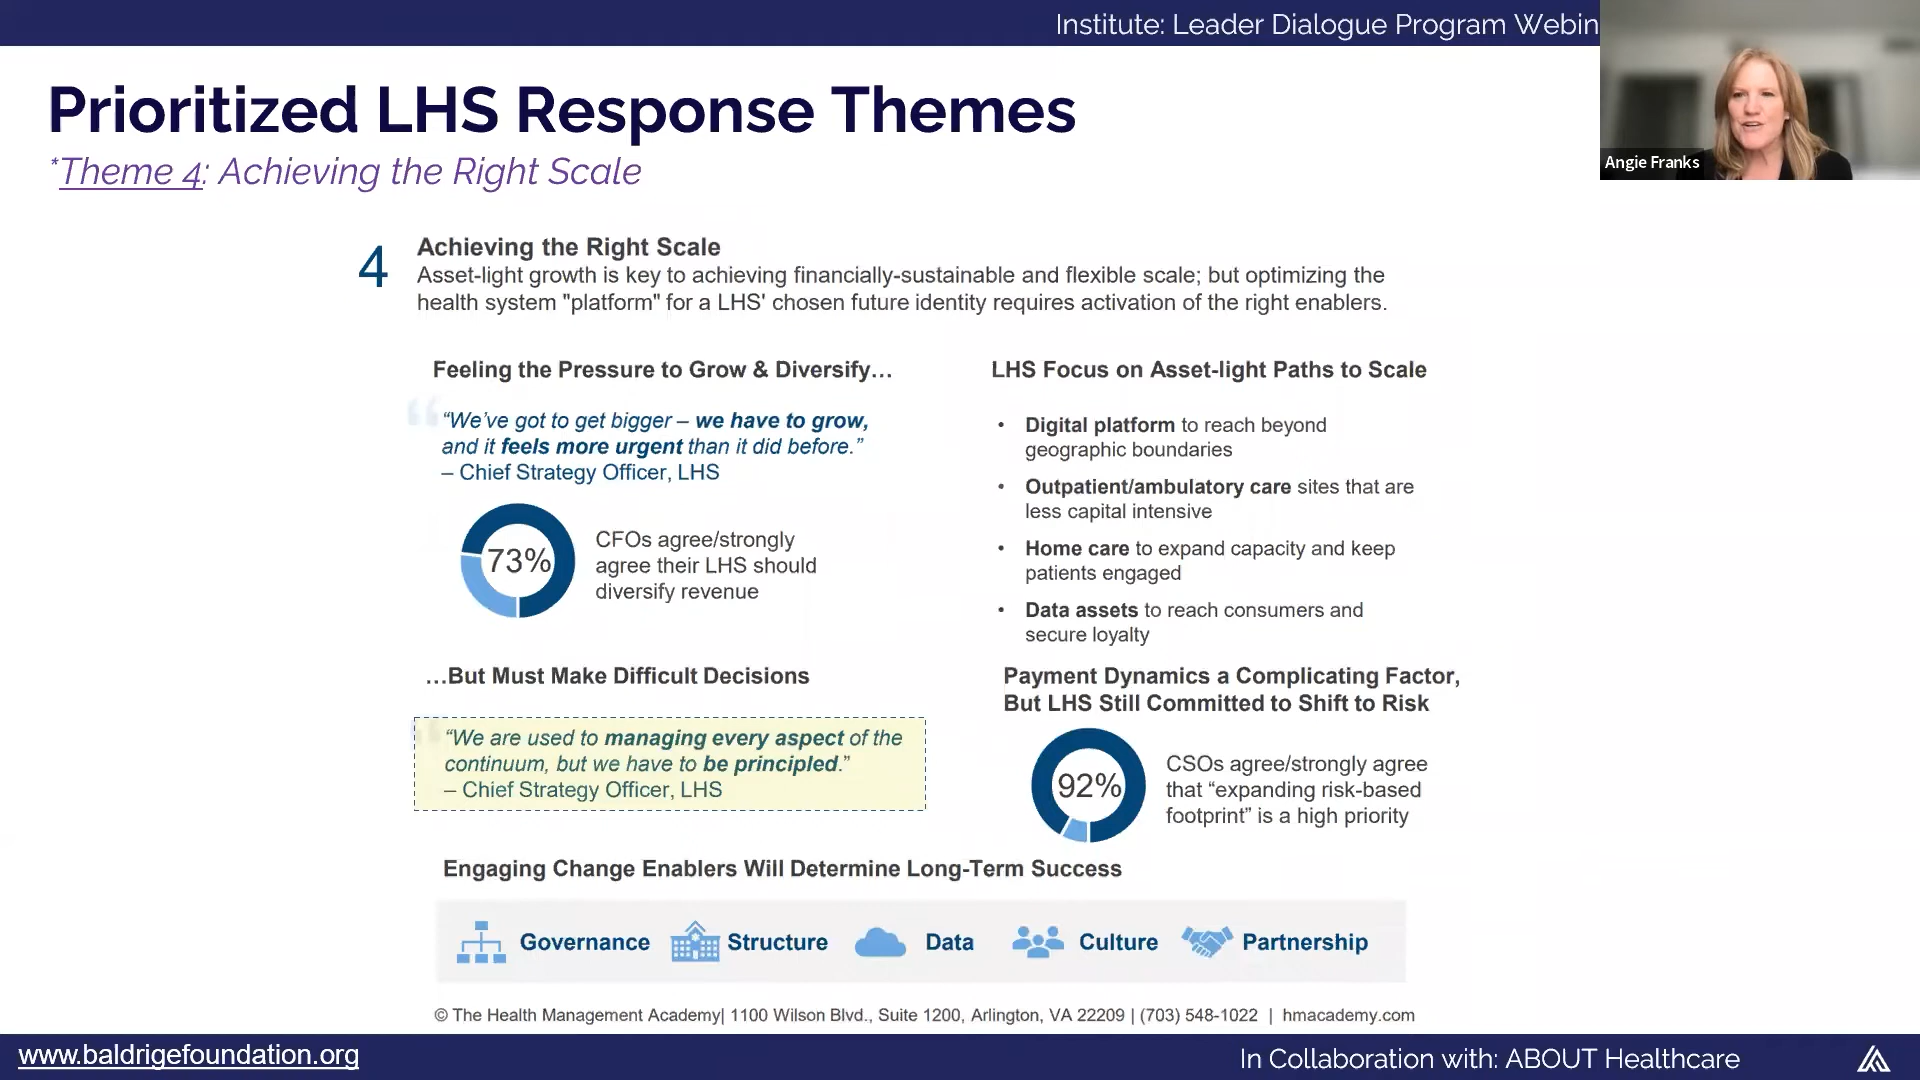 Institute: Leader Dialogue Program Webin
Angie Franks
Prioritized LHS Response Themes
*Theme 4: Achieving the Right Scale
4
Achieving the Right Scale
Asset-light growth is key to achieving financially-sustainable and flexible scale; but optimizing the
health system "platform" for a LHS' chosen future identity requires activation of the right enablers.
Feeling the Pressure to Grow & Diversify…
“We’ve got to get bigger – we have to grow,
and it feels more urgent than it did before.”
– Chief Strategy Officer, LHS
73%
CFOs agree/strongly
agree their LHS should
diversify revenue
LHS Focus on Asset-light Paths to Scale
• Digital platform to reach beyond
geographic boundaries
• Outpatient/ambulatory care sites that are
less capital intensive
• Home care to expand capacity and keep
patients engaged
• Data assets to reach consumers and
secure loyalty
…But Must Make Difficult Decisions
“We are used to managing every aspect of the
continuum, but we have to be principled.”
– Chief Strategy Officer, LHS
Payment Dynamics a Complicating Factor,
But LHS Still Committed to Shift to Risk
92%
CSOs agree/strongly agree
that “expanding risk-based
footprint” is a high priority
Engaging Change Enablers Will Determine Long-Term Success
Governance Structure Data Culture Partnership
© The Health Management Academy| 1100 Wilson Blvd., Suite 1200, Arlington, VA 22209 | (703) 548-1022 | hmacademy.com
www.baldrigefoundation.org
In Collaboration with: ABOUT Healthcare